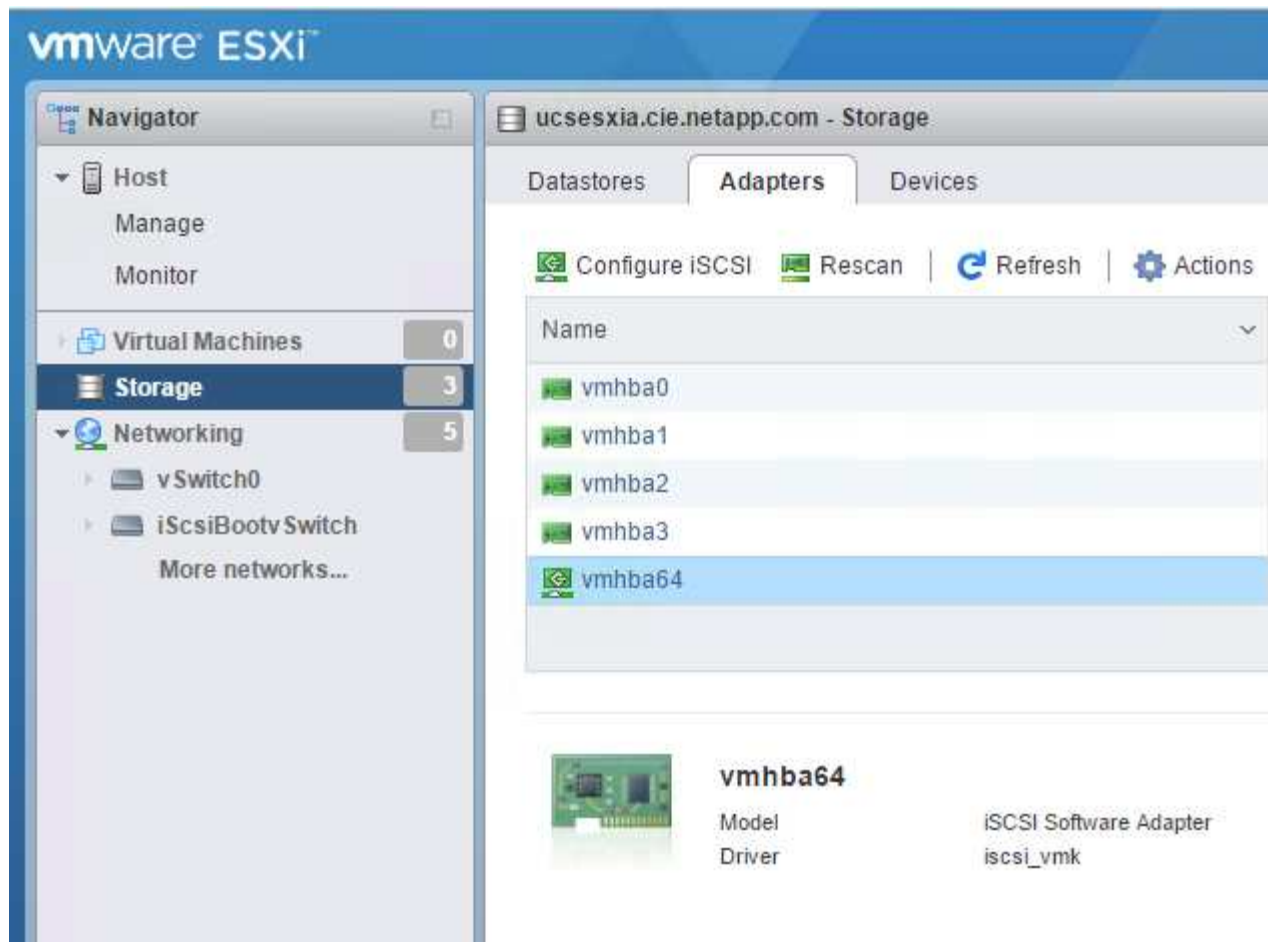 vmware ESXi™
Navigator
Host
Manage
Monitor
Virtual Machines 0
Storage 3
Networking 5
vSwitch0
iScsiBootvSwitch
More networks...
ucsesxia.cie.netapp.com - Storage
Datastores Adapters Devices
Configure iSCSI Rescan Refresh Actions
Name
vmhba0
vmhba1
vmhba2
vmhba3
vmhba64
vmhba64
Model iSCSI Software Adapter
Driver iscsi_vmk